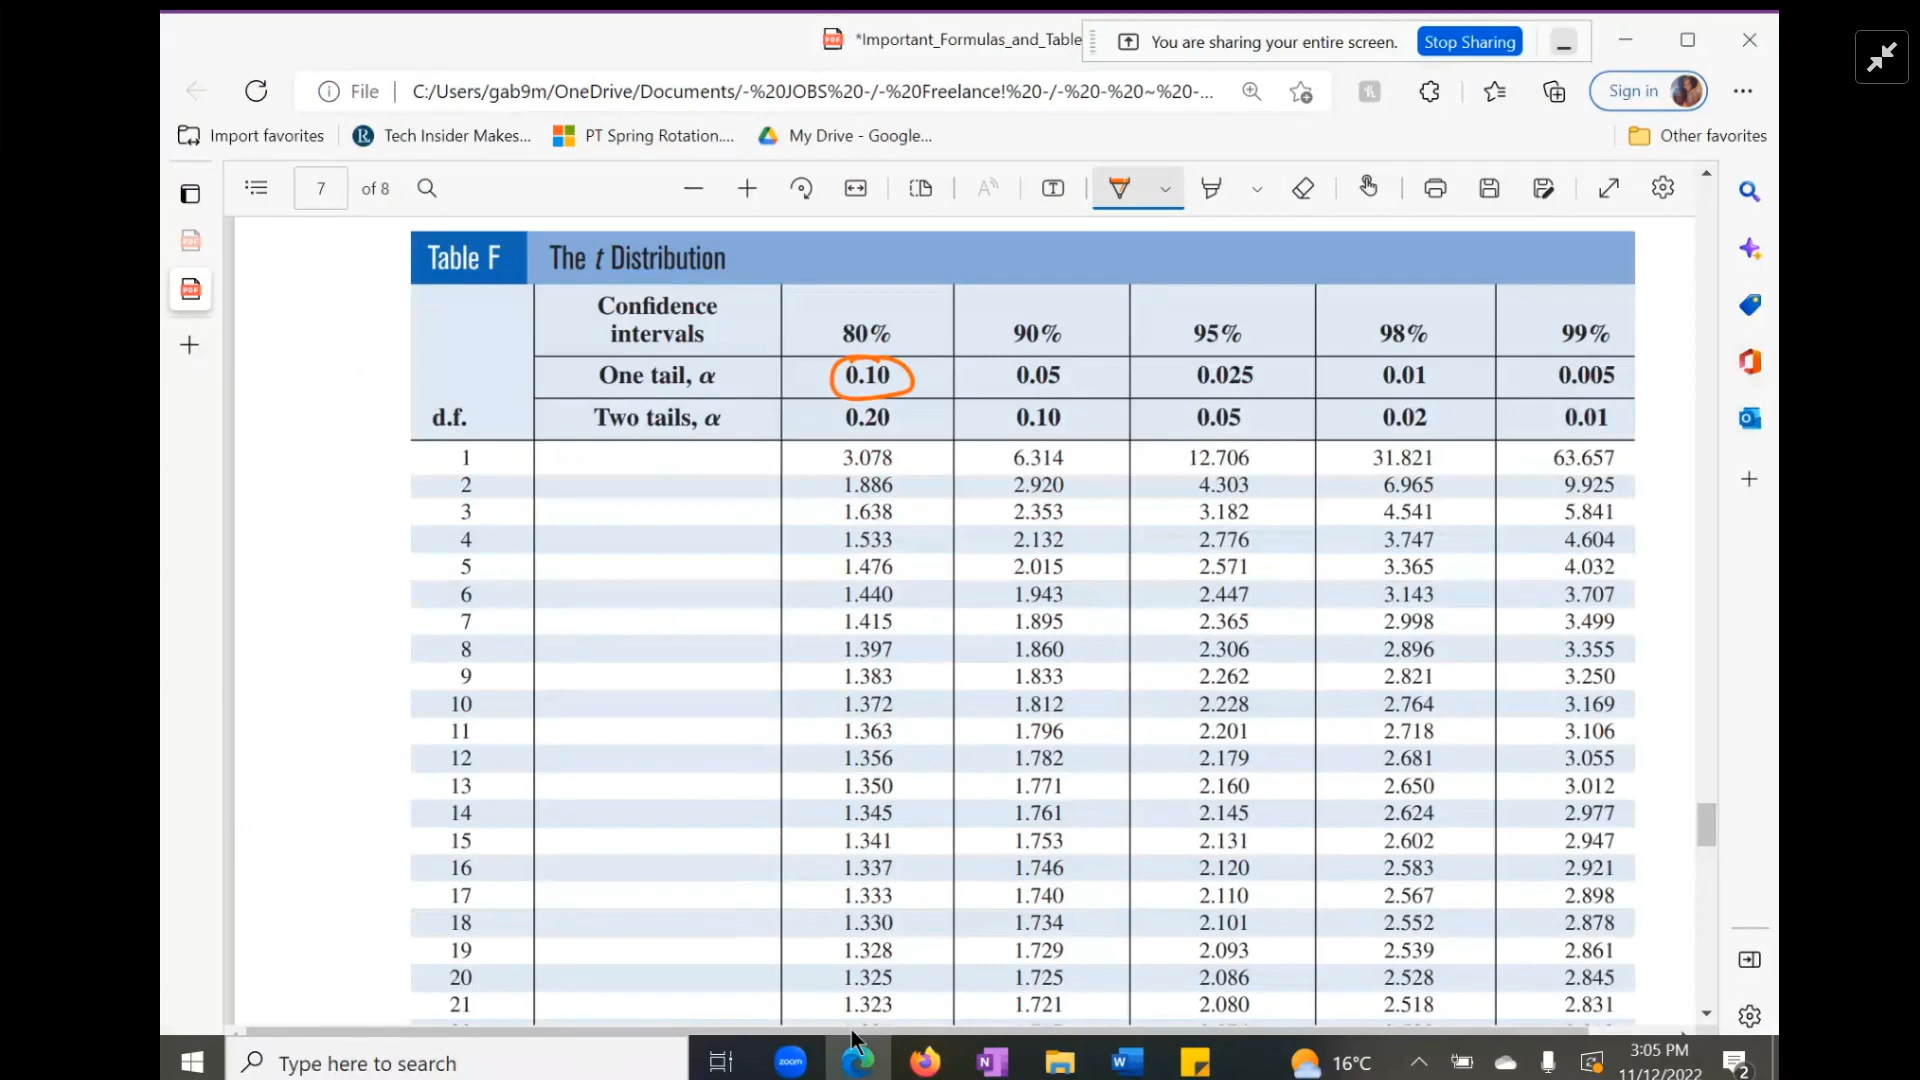 *Important_Formulas_and_Table
You are sharing your entire screen. Stop Sharing
File C:/Users/gab9m/OneDrive/Documents/-%20JOBS%20-/-%20Freelance!%20-/-%20-%20~%20-... Sign in
Import favorites Tech Insider Makes... PT Spring Rotation.... My Drive - Google... Other favorites
7 of 8
Table F The t Distribution
Confidence intervals 80% 90% 95% 98% 99%
One tail, α 0.10 0.05 0.025 0.01 0.005
d.f. Two tails, α 0.20 0.10 0.05 0.02 0.01
1 3.078 6.314 12.706 31.821 63.657
2 1.886 2.920 4.303 6.965 9.925
3 1.638 2.353 3.182 4.541 5.841
4 1.533 2.132 2.776 3.747 4.604
5 1.476 2.015 2.571 3.365 4.032
6 1.440 1.943 2.447 3.143 3.707
7 1.415 1.895 2.365 2.998 3.499
8 1.397 1.860 2.306 2.896 3.355
9 1.383 1.833 2.262 2.821 3.250
10 1.372 1.812 2.228 2.764 3.169
11 1.363 1.796 2.201 2.718 3.106
12 1.356 1.782 2.179 2.681 3.055
13 1.350 1.771 2.160 2.650 3.012
14 1.345 1.761 2.145 2.624 2.977
15 1.341 1.753 2.131 2.602 2.947
16 1.337 1.746 2.120 2.583 2.921
17 1.333 1.740 2.110 2.567 2.898
18 1.330 1.734 2.101 2.552 2.878
19 1.328 1.729 2.093 2.539 2.861
20 1.325 1.725 2.086 2.528 2.845
21 1.323 1.721 2.080 2.518 2.831
Type here to search zoom 16°C 3:05 PM
11/12/2022 2